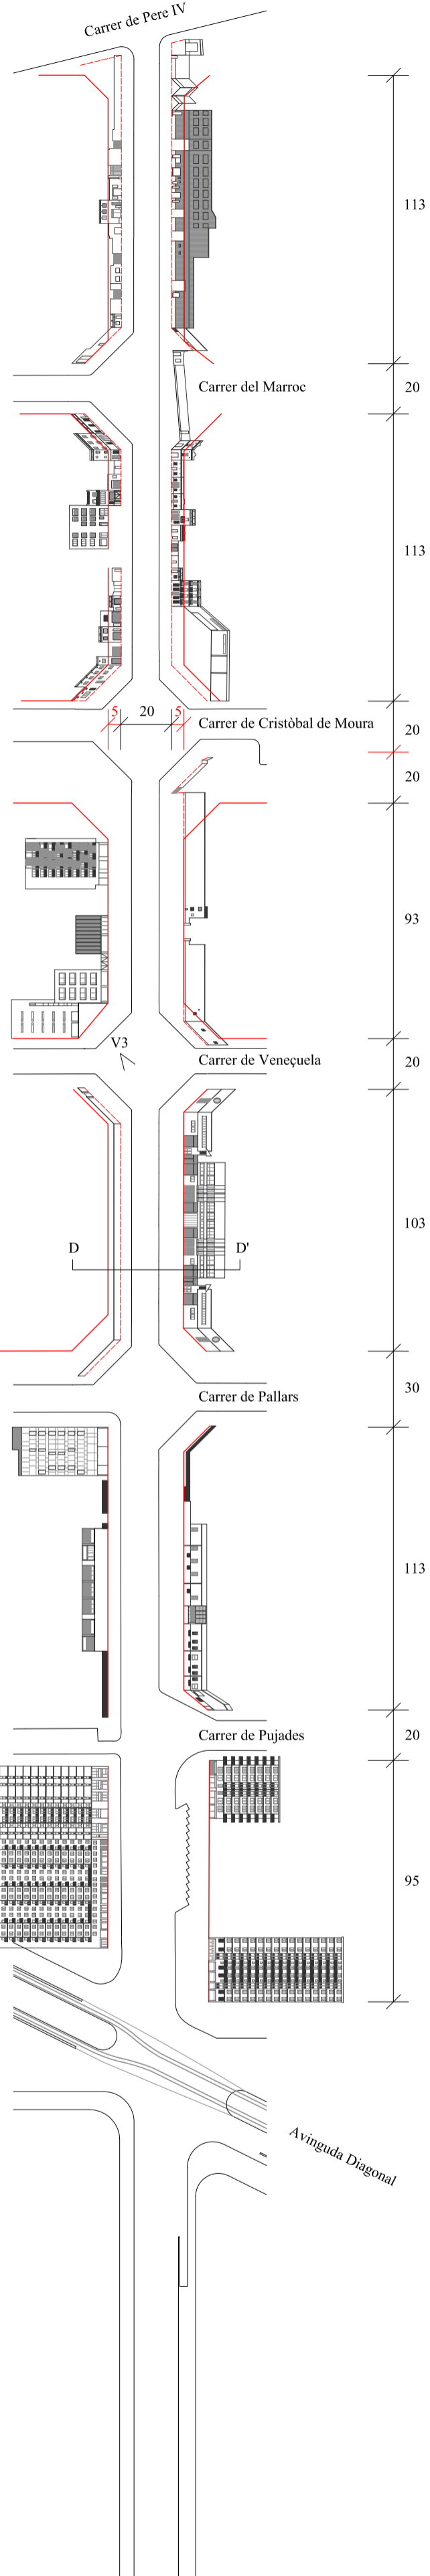 Carrer de Pere IV
113
Carrer del Marroc
20
113
5 20 5
Carrer de Cristòbal de Moura
20
20
93
V3
Carrer de Veneçuela
20
103
D D'
Carrer de Pallars
30
113
Carrer de Pujades
20
95
Avinguda Diagonal